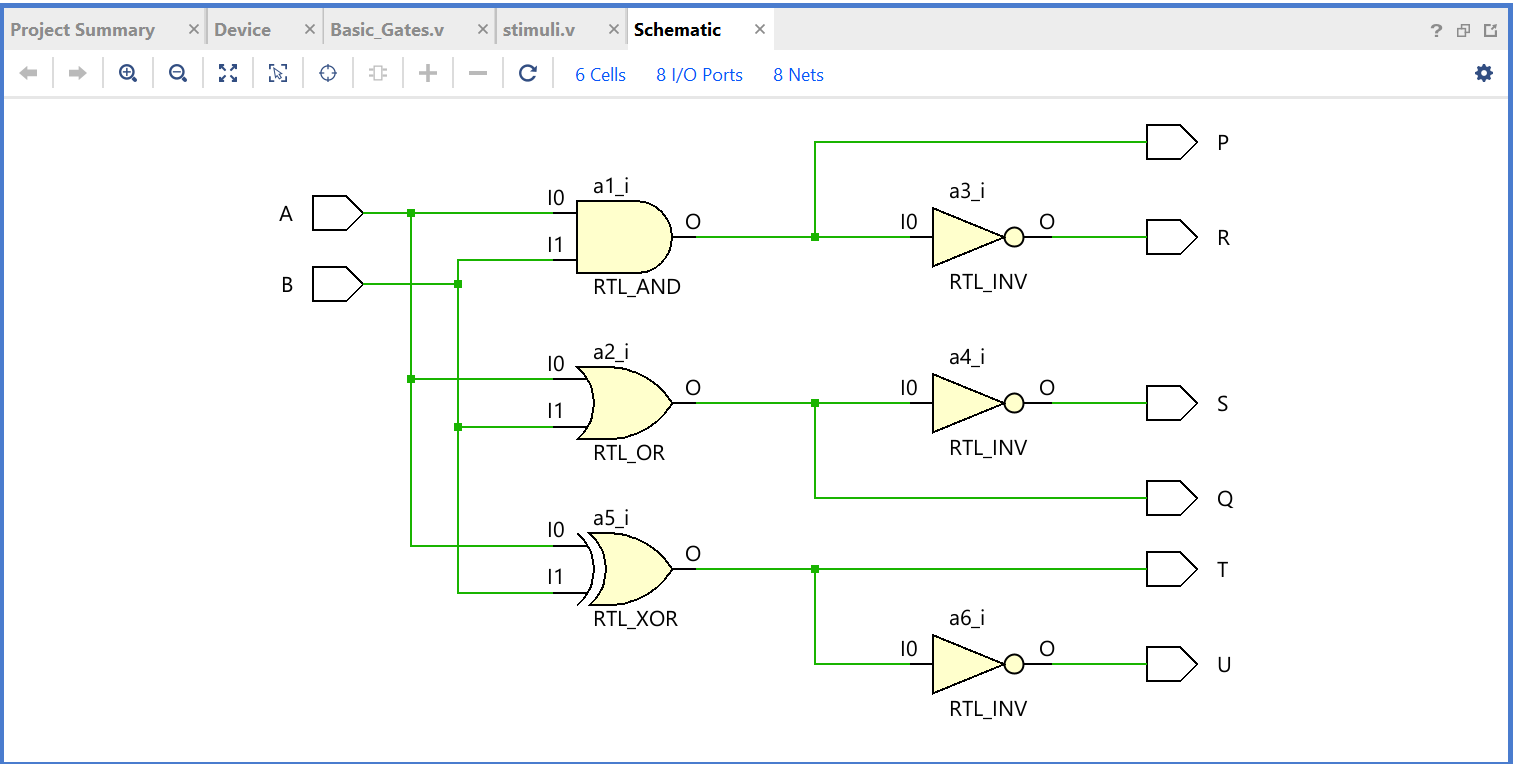 Project Summary Device Basic_Gates.v stimuli.v Schematic
6 Cells 8 I/O Ports 8 Nets
P
a1_i
a3_i
A I0 O I0 O R
I1
B RTL_AND RTL_INV
a2_i
a4_i
I0 O I0 O S
I1
RTL_OR RTL_INV
Q
a5_i
I0 O T
I1
RTL_XOR
a6_i
I0 O U
RTL_INV